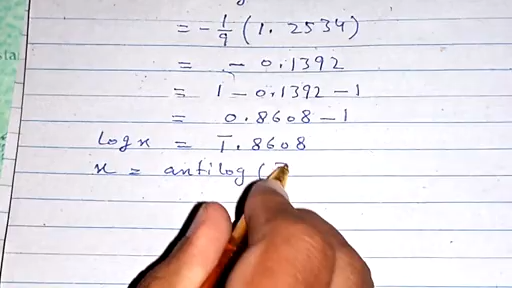 = -1/9 (1.2534)
= -0.1392
= 1-0.1392-1
= 0.8608-1
log x = 1̅.8608
x = antilog (